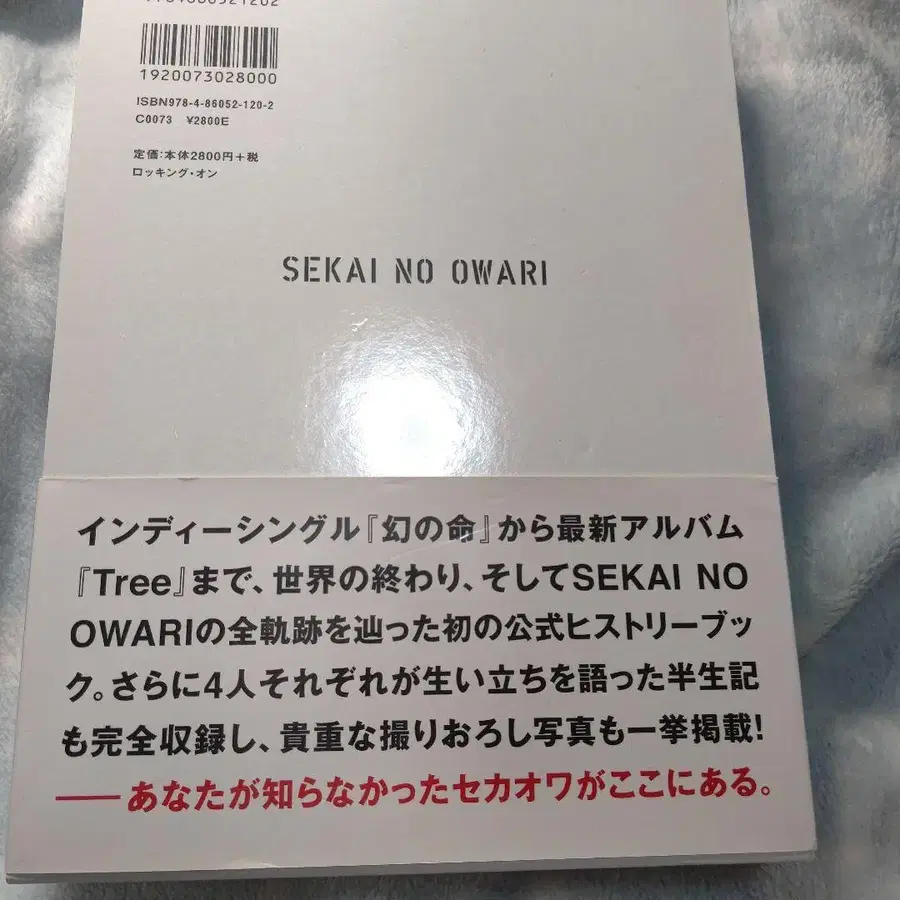 1920073028000
ISBN978-4-86052-120-2
C0073 ¥2800E
定価:本体2800円+税
ロッキング・オン
SEKAI NO OWARI
インディーシングル『幻の命』から最新アルバム
『Tree』まで、世界の終わり、そしてSEKAI NO
OWARIの全軌跡を辿った初の公式ヒストリーブッ
ク。さらに4人それぞれが生い立ちを語った半生記
も完全収録し、貴重な撮りおろし写真も一挙掲載!
——あなたが知らなかったセカオワがここにある。